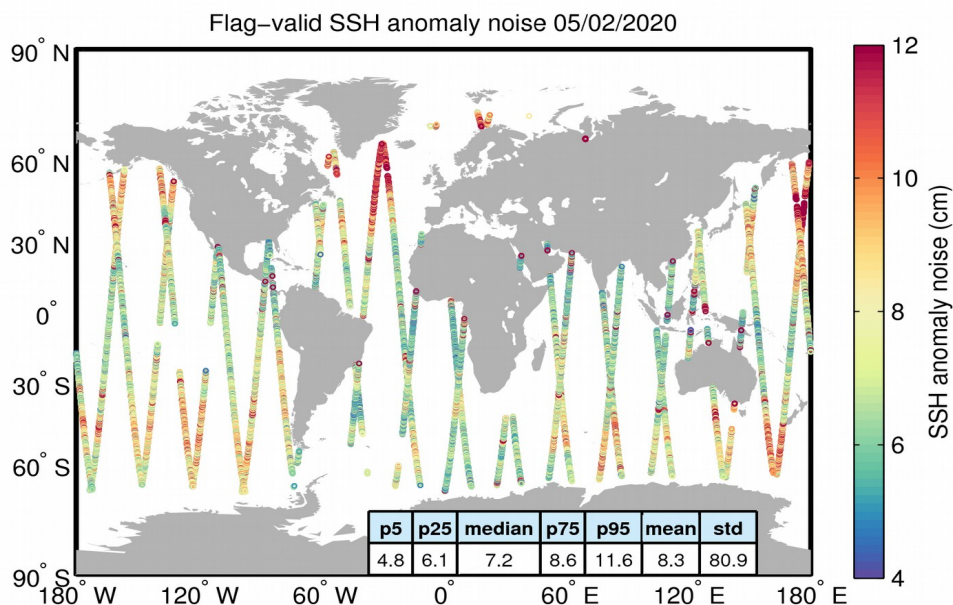 Flag−valid SSH anomaly noise 05/02/2020
90° N
60° N
30° N
0°
30° S
60° S
90° S
180° W
120° W
60° W
0°
60° E
120° E
180° E
p5 p25 median p75 p95 mean std
4.8 6.1 7.2 8.6 11.6 8.3 80.9
12
10
8
6
4
SSH anomaly noise (cm)